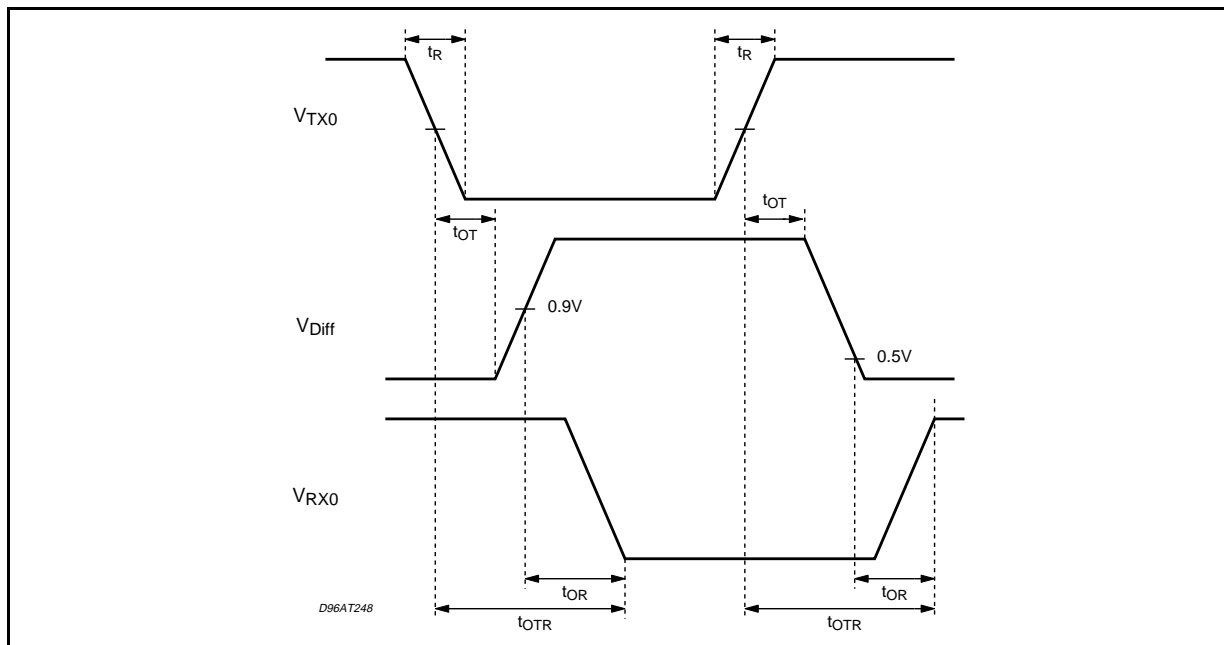 tR tR
VTX0
tOT
tOT
0.9V
VDiff
0.5V
VRX0
tOR tOR
D96AT248
tOTR tOTR